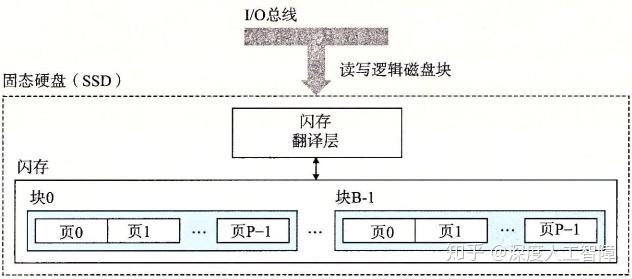 I/O总线
读写逻辑磁盘块
固态硬盘（SSD）
闪存
翻译层
闪存
块0
块B-1
页0 页1 … 页P-1 … 页0 页1 … 页P-1
知乎 @深度人工智障